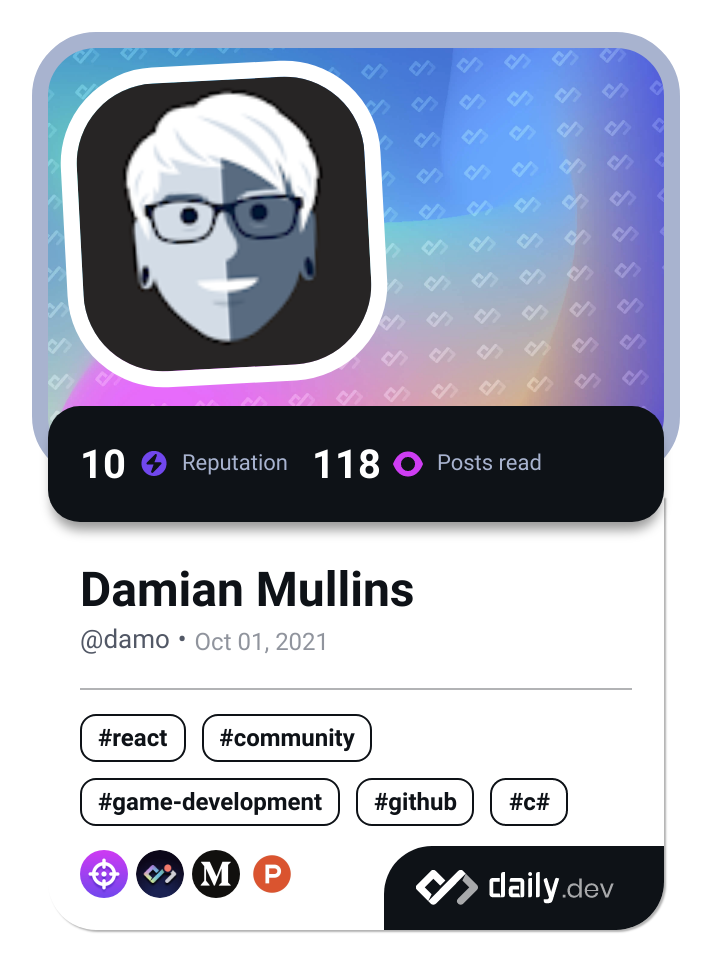 10 Reputation 118 Posts read
Damian Mullins
@damo • Oct 01, 2021
#react #community
#game-development #github #c#
M P daily.dev